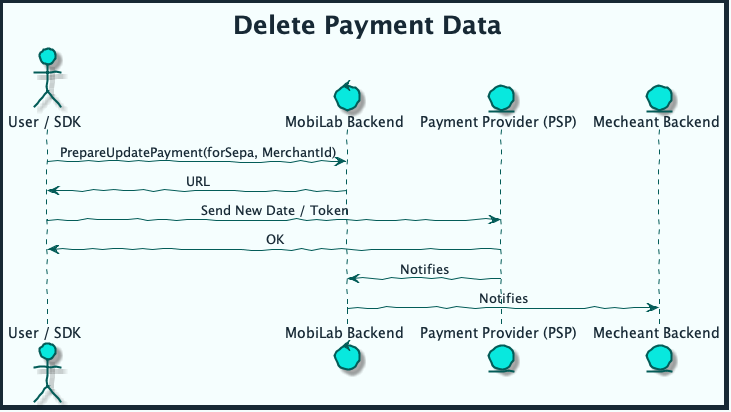 Delete Payment Data
User / SDK
MobiLab Backend
Payment Provider (PSP)
Mecheant Backend
PrepareUpdatePayment(forSepa, MerchantId)
URL
Send New Date / Token
OK
Notifies
Notifies
User / SDK
MobiLab Backend
Payment Provider (PSP)
Mecheant Backend